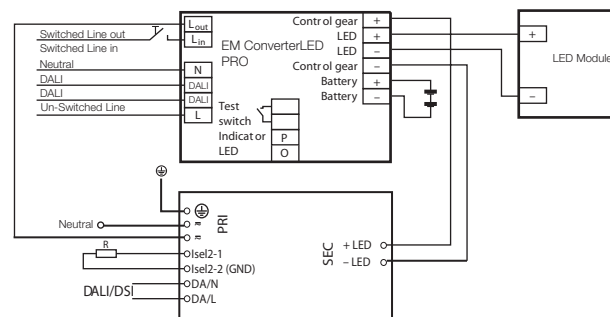 Switched Line out
Switched Line in
Neutral
DALI
DALI
Un-Switched Line
Lout
Lin
N
DALI
DALI
L
EM ConverterLED
PRO
Test
switch
Indicator
LED
P
O
Control gear +
LED +
LED –
Control gear –
Battery +
Battery –
+
–
LED Module
Neutral
PRI
≈
≈
R
Isel2-1
Isel2-2 (GND)
DALI/DSI
DA/N
DA/L
SEC
+ LED
– LED